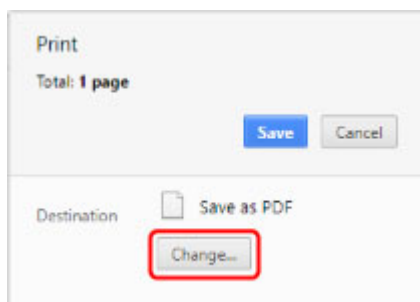 Print
Total: 1 page
Save Cancel
Destination Save as PDF
Change...